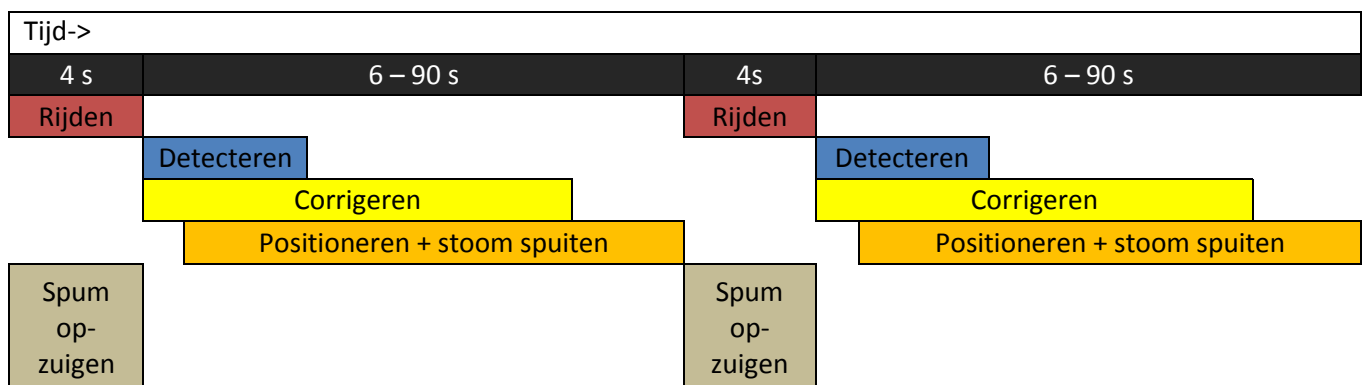 Tijd->
4 s 6 – 90 s 4s 6 – 90 s
Rijden Rijden
Detecteren Detecteren
Corrigeren Corrigeren
Positioneren + stoom spuiten Positioneren + stoom spuiten
Spum Spum
op- op-
zuigen zuigen